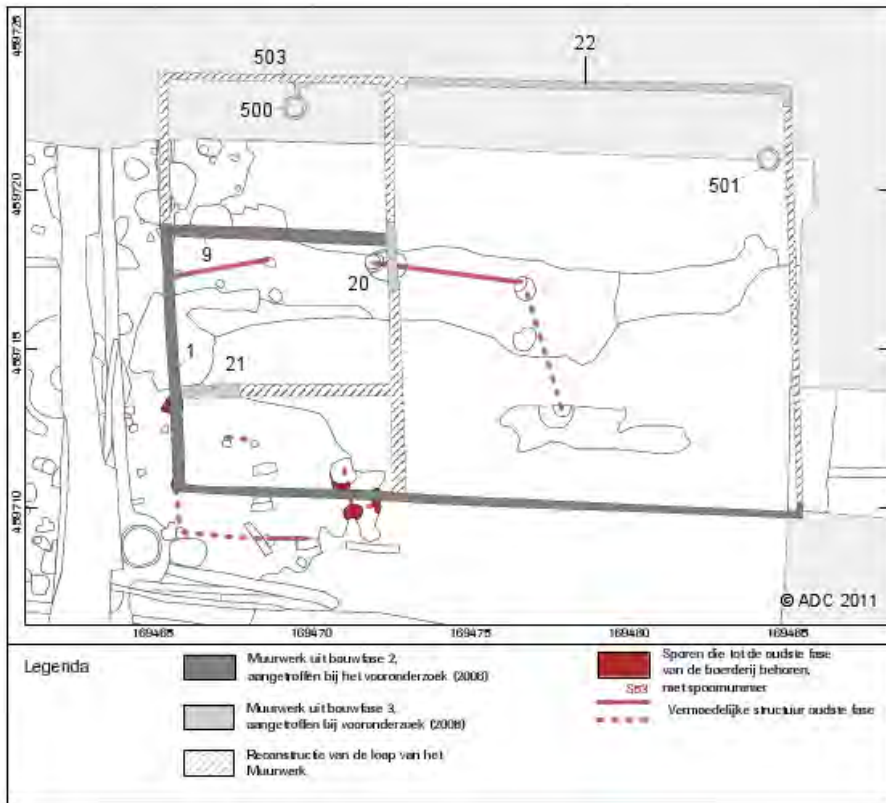 459725
503
22
500
501
459720
9
20
459715
1
21
459710
© ADC 2011
169465
169470
169475
169480
169485
Legenda
Muurwerk uit bouwfase 2,
aangetroffen bij het vooronderzoek (2008)
Muurwerk uit bouwfase 3,
aangetroffen bij vooronderzoek (2008)
Reconstructie van de loop van het
Muurwerk
Sporen die tot de oudste fase
van de boerderij behoren,
met spoornummer
S63
Vermoedelijke structuur oudste fase